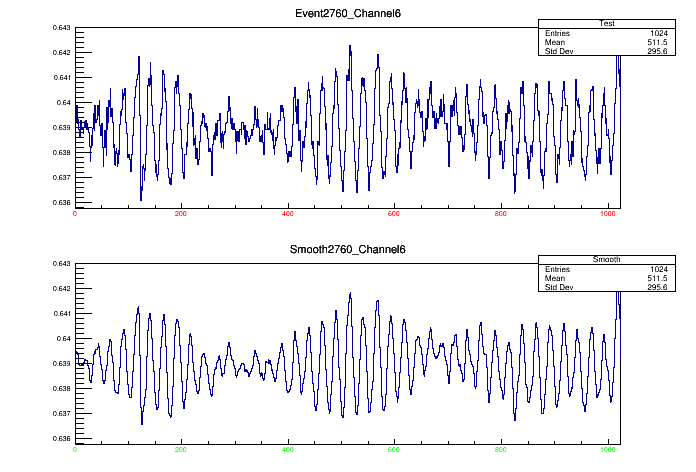 Event2760_Channel6
Test
Entries 1024
Mean 511.5
Std Dev 295.6
0.643
0.642
0.641
0.64
0.639
0.638
0.637
0.636
0 200 400 600 800 1000
Smooth2760_Channel6
Smooth
Entries 1024
Mean 511.5
Std Dev 295.6
0.643
0.642
0.641
0.64
0.639
0.638
0.637
0.636
0 200 400 600 800 1000